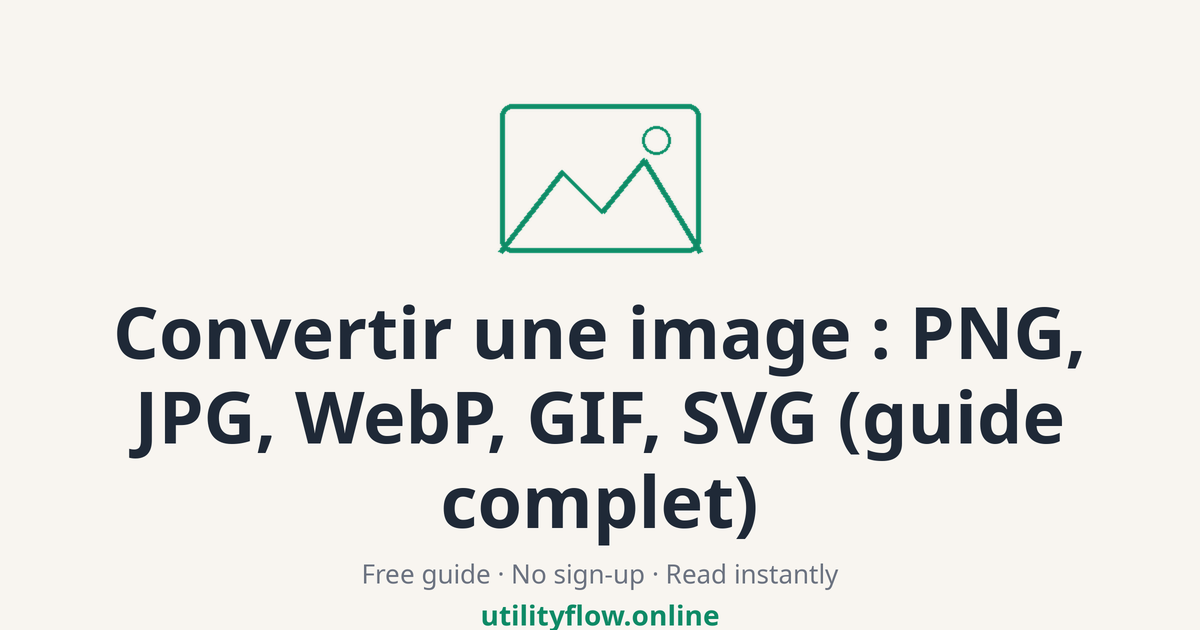 Convertir une image : PNG,
JPG, WebP, GIF, SVG (guide
complet)
Free guide · No sign-up · Read instantly
utilityflow.online